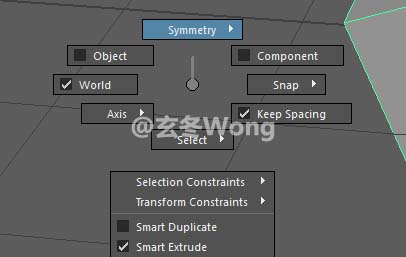 Symmetry
Object
Component
World
Snap
Axis
Keep Spacing
@玄冬Wong
Select
Selection Constraints
Transform Constraints
Smart Duplicate
Smart Extrude